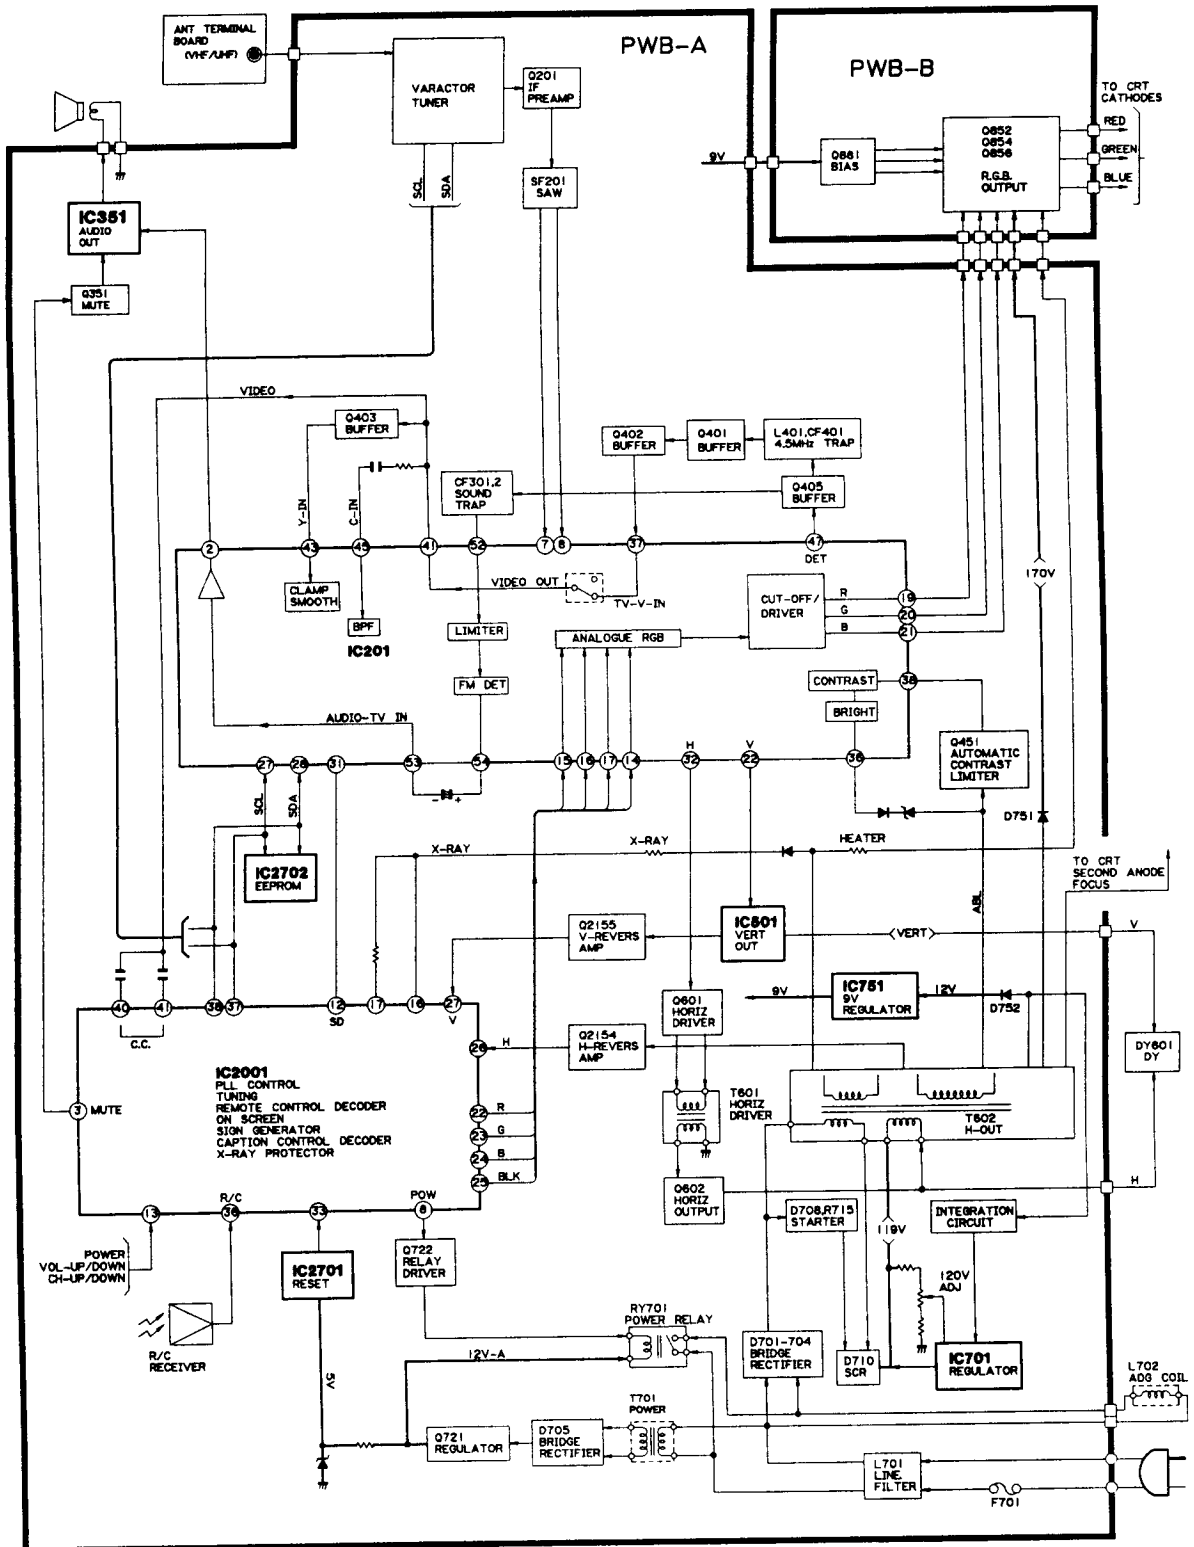 ANT TERMINAL
BOARD
(VHF/UHF)
PWB-A
PWB-B
VARACTOR
TUNER
Q201
IF
PREAMP
TO CRT
CATHODES
RED
GREEN
BLUE
9V
Q881
BIAS
Q852
Q854
Q856
R.G.B.
OUTPUT
SCL
SDA
SF201
SAW
IC351
AUDIO
OUT
Q351
MUTE
VIDEO
Q403
BUFFER
Q402
BUFFER
Q401
BUFFER
L401,CF401
4.5MHz TRAP
CF301,2
SOUND
TRAP
Q405
BUFFER
Y-IN
C-IN
2
43
45
41
52
7
8
37
47
DET
170V
CLAMP
SMOOTH
BPF
IC201
VIDEO OUT
TV-V-IN
LIMITER
FM DET
ANALOGUE RGB
CUT-OFF/
DRIVER
R
G
B
19
20
21
CONTRAST
BRIGHT
38
AUDIO-TV IN
Q451
AUTOMATIC
CONTRAST
LIMITER
H
V
27
28
31
53
54
15
16
17
14
32
22
36
SCL
SDA
- +
D751
IC2702
EEPROM
X-RAY
X-RAY
HEATER
TO CRT
SECOND ANODE
FOCUS
ABL
Q2155
V-REVERS
AMP
IC501
VERT
OUT
(VERT)
V
IC751
9V
REGULATOR
9V
12V
D752
Q601
HORIZ
DRIVER
Q2154
H-REVERS
AMP
DY601
DY
40
41
38
37
12
17
16
27
SD
V
C.C.
26
H
IC2001
PLL CONTROL
TUNING
REMOTE CONTROL DECODER
ON SCREEN
SIGN GENERATOR
CAPTION CONTROL DECODER
X-RAY PROTECTOR
3
MUTE
22
R
23
G
24
B
25
BLK
T601
HORIZ
DRIVER
T602
H-OUT
R/C
POW
13
36
33
8
Q602
HORIZ
OUTPUT
H
D708,R715
STARTER
119V
INTEGRATION
CIRCUIT
POWER
VOL-UP/DOWN
CH-UP/DOWN
IC2701
RESET
Q722
RELAY
DRIVER
120V
ADJ
R/C
RECEIVER
RY701
POWER RELAY
12V-A
5V
D701-704
BRIDGE
RECTIFIER
D710
SCR
IC701
REGULATOR
L702
ADG COIL
T701
POWER
Q721
REGULATOR
D705
BRIDGE
RECTIFIER
L701
LINE
FILTER
F701